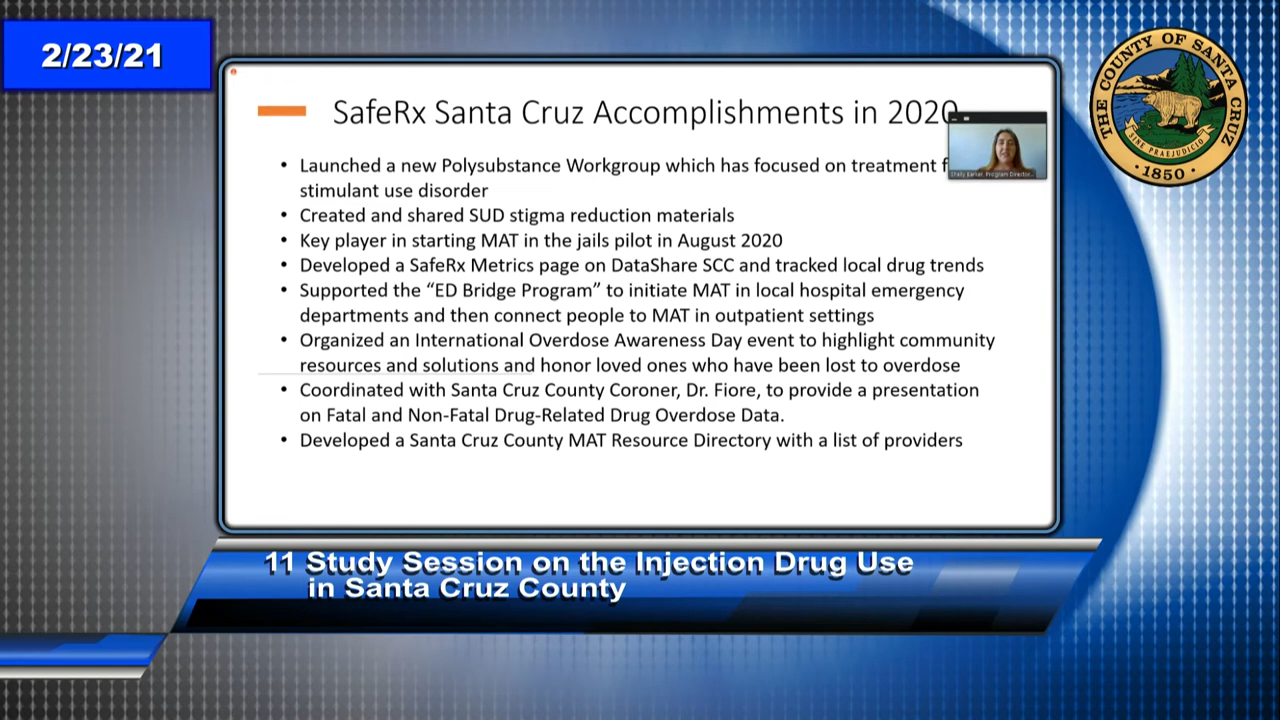 2/23/21
THE COUNTY OF SANTA CRUZ
SINE PRAEJUDICIO
• 1850 •
SafeRx Santa Cruz Accomplishments in 2020
• Launched a new Polysubstance Workgroup which has focused on treatment f
stimulant use disorder
• Created and shared SUD stigma reduction materials
• Key player in starting MAT in the jails pilot in August 2020
• Developed a SafeRx Metrics page on DataShare SCC and tracked local drug trends
• Supported the “ED Bridge Program” to initiate MAT in local hospital emergency
departments and then connect people to MAT in outpatient settings
• Organized an International Overdose Awareness Day event to highlight community
resources and solutions and honor loved ones who have been lost to overdose
• Coordinated with Santa Cruz County Coroner, Dr. Fiore, to provide a presentation
on Fatal and Non-Fatal Drug-Related Drug Overdose Data.
• Developed a Santa Cruz County MAT Resource Directory with a list of providers
11 Study Session on the Injection Drug Use
in Santa Cruz County